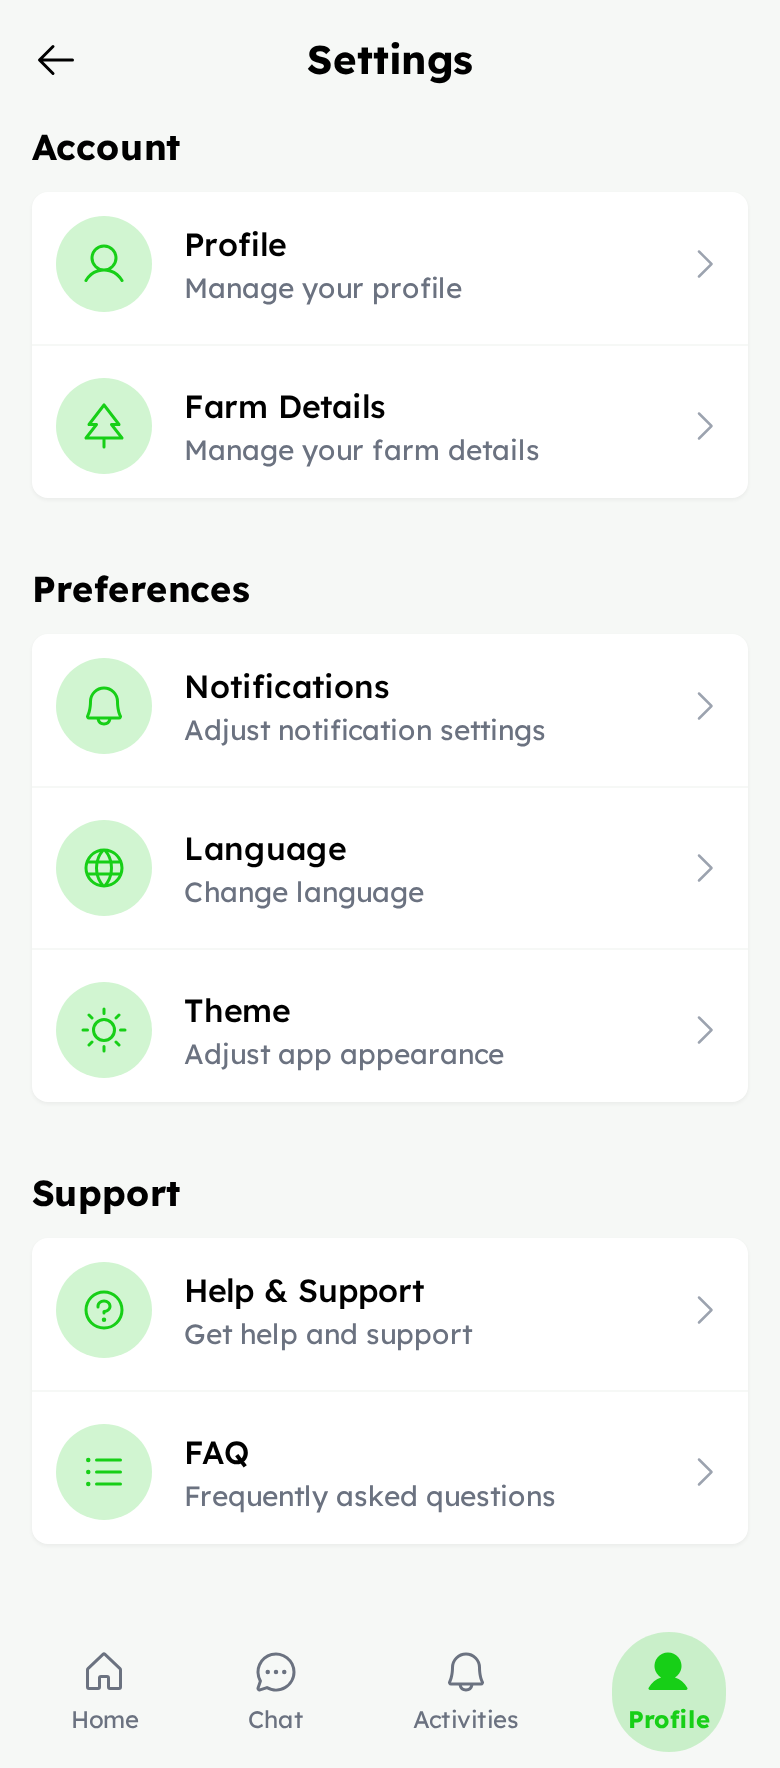 Settings
Account
Profile
Manage your profile
Farm Details
Manage your farm details
Preferences
Notifications
Adjust notification settings
Language
Change language
Theme
Adjust app appearance
Support
Help & Support
Get help and support
FAQ
Frequently asked questions
Home
Chat
Activities
Profile